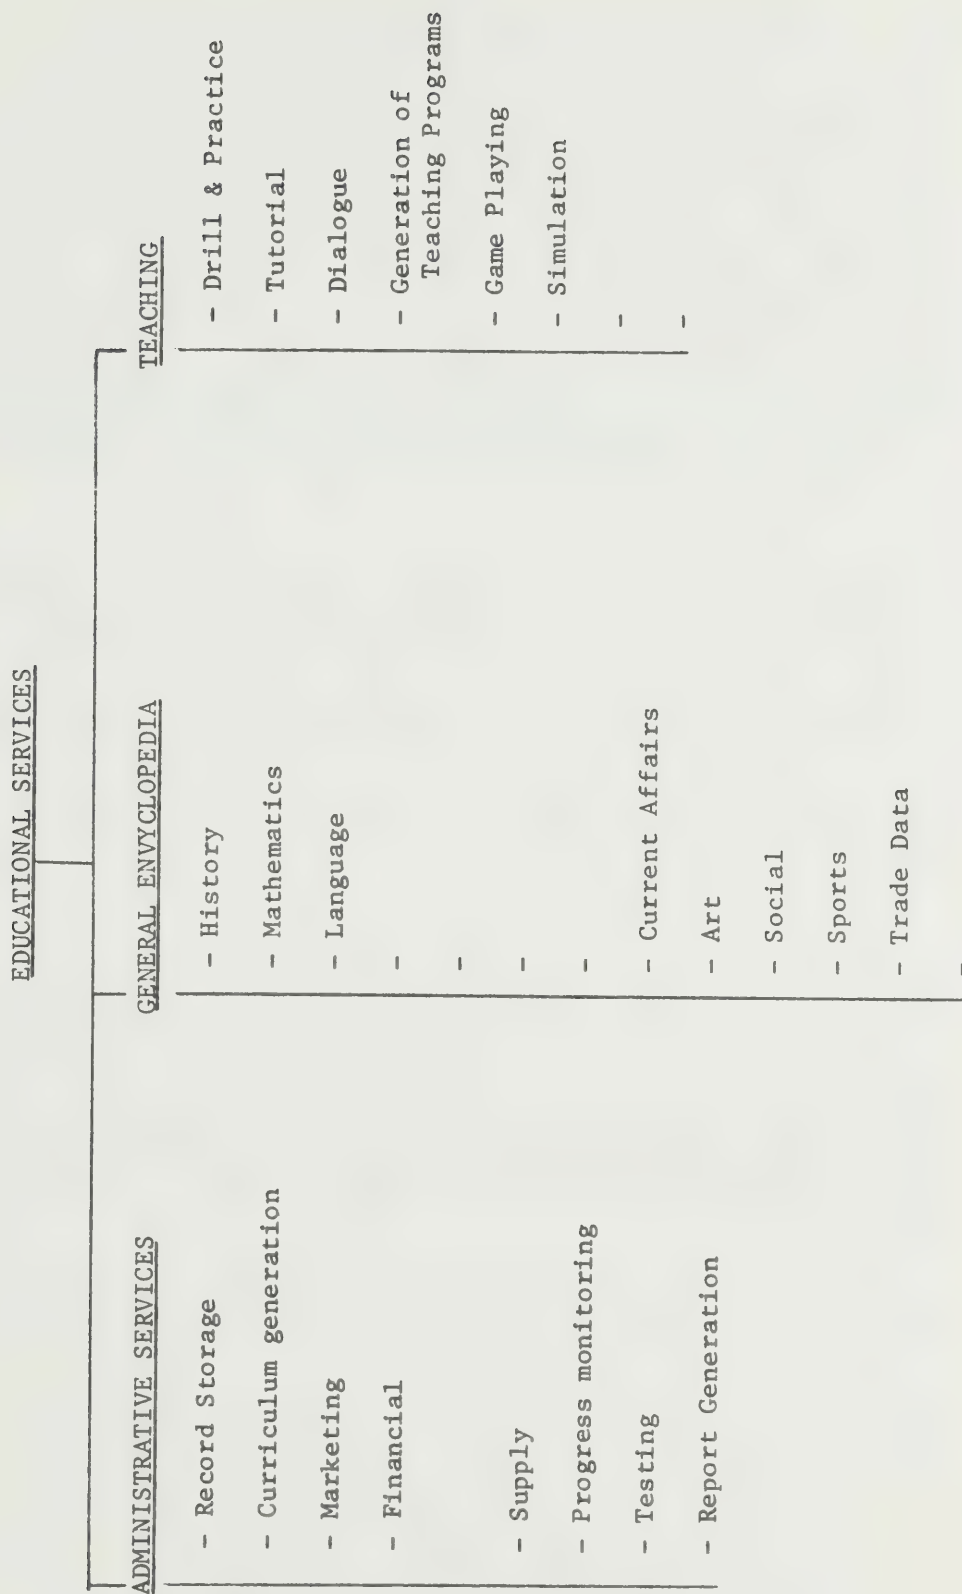 EDUCATIONAL SERVICES
ADMINISTRATIVE SERVICES
- Record Storage
- Curriculum generation
- Marketing
- Financial
- Supply
- Progress monitoring
- Testing
- Report Generation
GENERAL ENVYCLOPEDIA
- History
- Mathematics
- Language
-
-
-
-
- Current Affairs
- Art
- Social
- Sports
- Trade Data
-
TEACHING
- Drill & Practice
- Tutorial
- Dialogue
- Generation of
Teaching Programs
- Game Playing
- Simulation
-
-